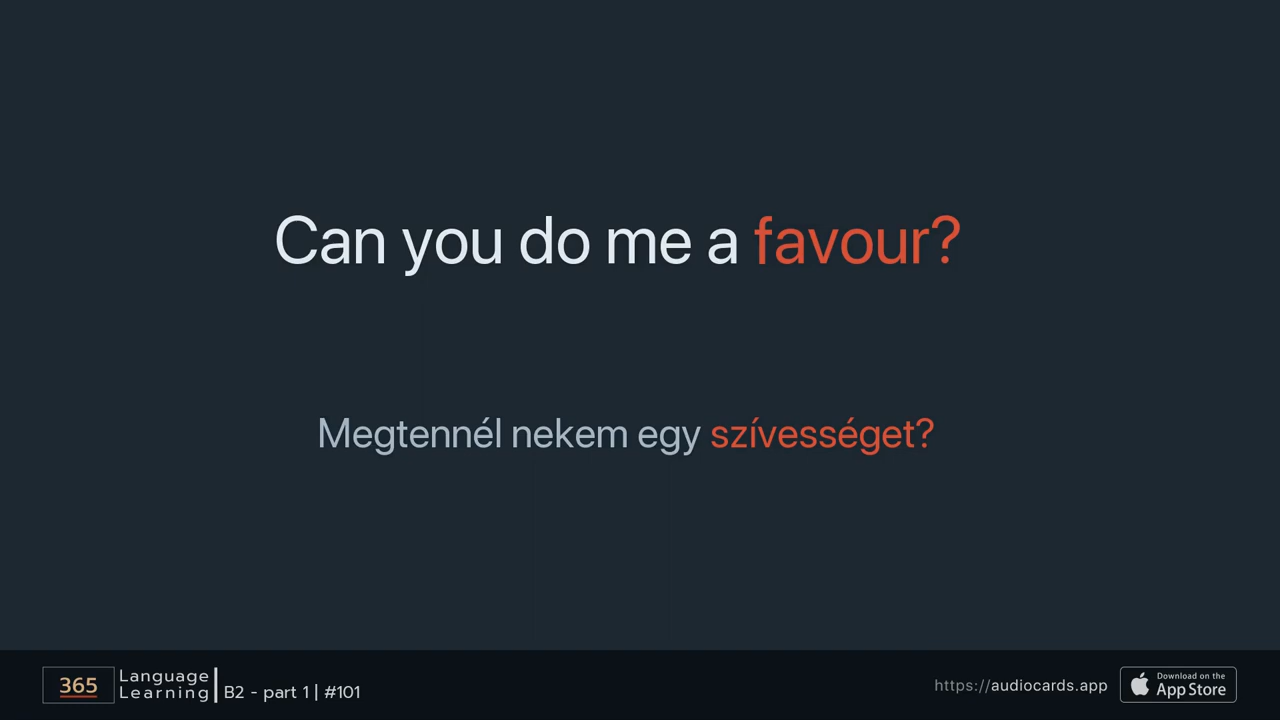 Can you do me a favour?
Megtennél nekem egy szívességet?
365 Language
Learning
B2 - part 1 | #101
https://audiocards.app
Download on the
App Store